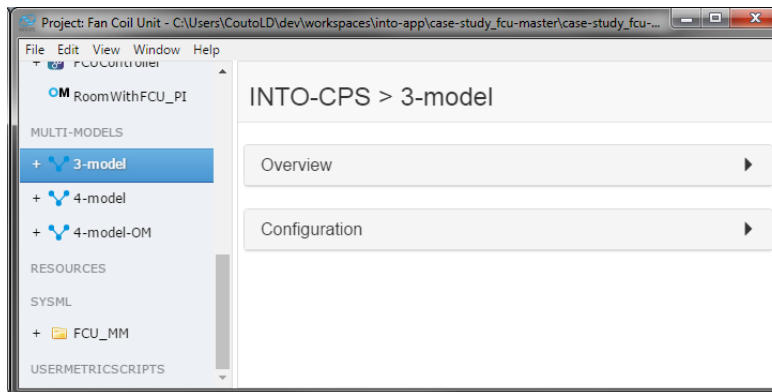 Project: Fan Coil Unit - C:\Users\CoutoLD\dev\workspaces\into-app\case-study_fcu-master\case-study_fcu-...
File Edit View Window Help
+ FCUController
OM RoomWithFCU_PI
MULTI-MODELS
+ 3-model
+ 4-model
+ 4-model-OM
RESOURCES
SYSML
+ FCU_MM
USERMETRICSCRIPTS
INTO-CPS > 3-model
Overview
Configuration